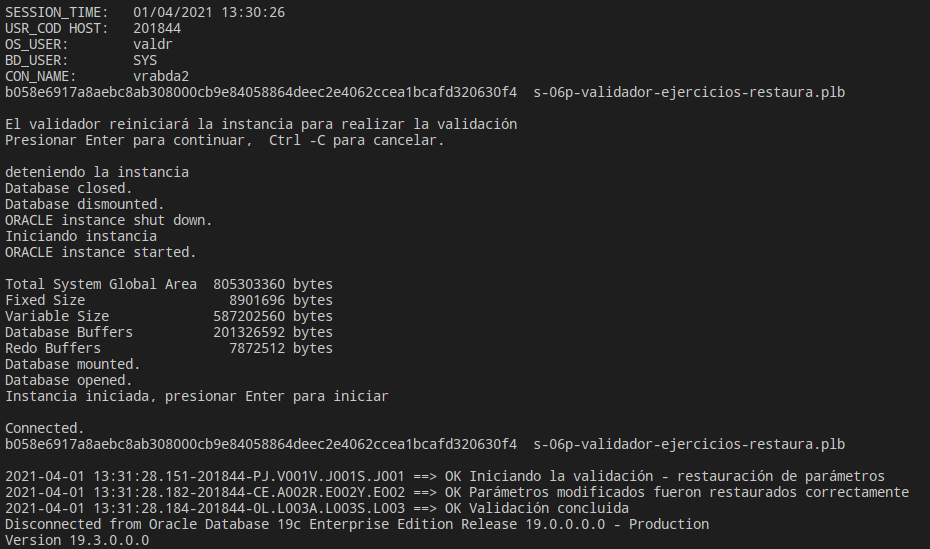 SESSION_TIME:   01/04/2021 13:30:26
USR_COD HOST:   201844
OS_USER:        valdr
BD_USER:        SYS
CON_NAME:       vrabda2
b058e6917a8aebc8ab308000cb9e84058864deec2e4062ccea1bcafd320630f4  s-06p-validador-ejercicios-restaura.plb
El validador reiniciará la instancia para realizar la validación
Presionar Enter para continuar,  Ctrl -C para cancelar.
deteniendo la instancia
Database closed.
Database dismounted.
ORACLE instance shut down.
Iniciando instancia
ORACLE instance started.
Total System Global Area  805303360 bytes
Fixed Size                  8901696 bytes
Variable Size             587202560 bytes
Database Buffers          201326592 bytes
Redo Buffers                7872512 bytes
Database mounted.
Database opened.
Instancia iniciada, presionar Enter para iniciar
Connected.
b058e6917a8aebc8ab308000cb9e84058864deec2e4062ccea1bcafd320630f4  s-06p-validador-ejercicios-restaura.plb
2021-04-01 13:31:28.151-201844-PJ.V001V.J001S.J001 ==> OK Iniciando la validación - restauración de parámetros
2021-04-01 13:31:28.182-201844-CE.A002R.E002Y.E002 ==> OK Parámetros modificados fueron restaurados correctamente
2021-04-01 13:31:28.184-201844-OL.L003A.L003S.L003 ==> OK Validación concluida
Disconnected from Oracle Database 19c Enterprise Edition Release 19.0.0.0.0 - Production
Version 19.3.0.0.0